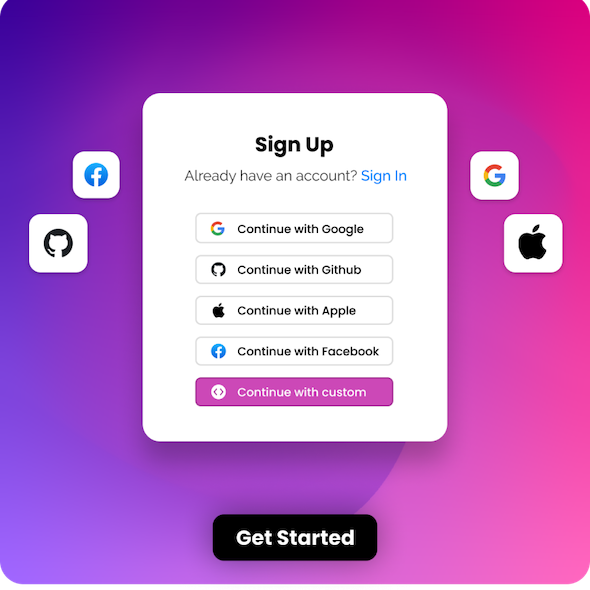 Sign Up
Already have an account? Sign In
Continue with Google
Continue with Github
Continue with Apple
Continue with Facebook
Continue with custom
Get Started